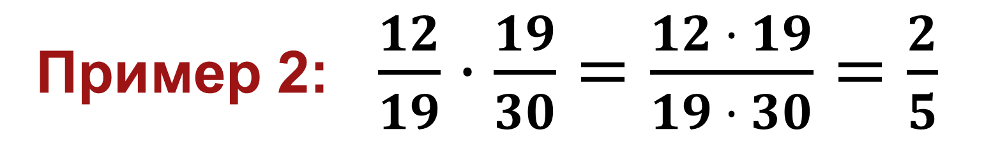 Пример 2: 12/19 · 19/30 = 12 · 19/19 · 30 = 2/5